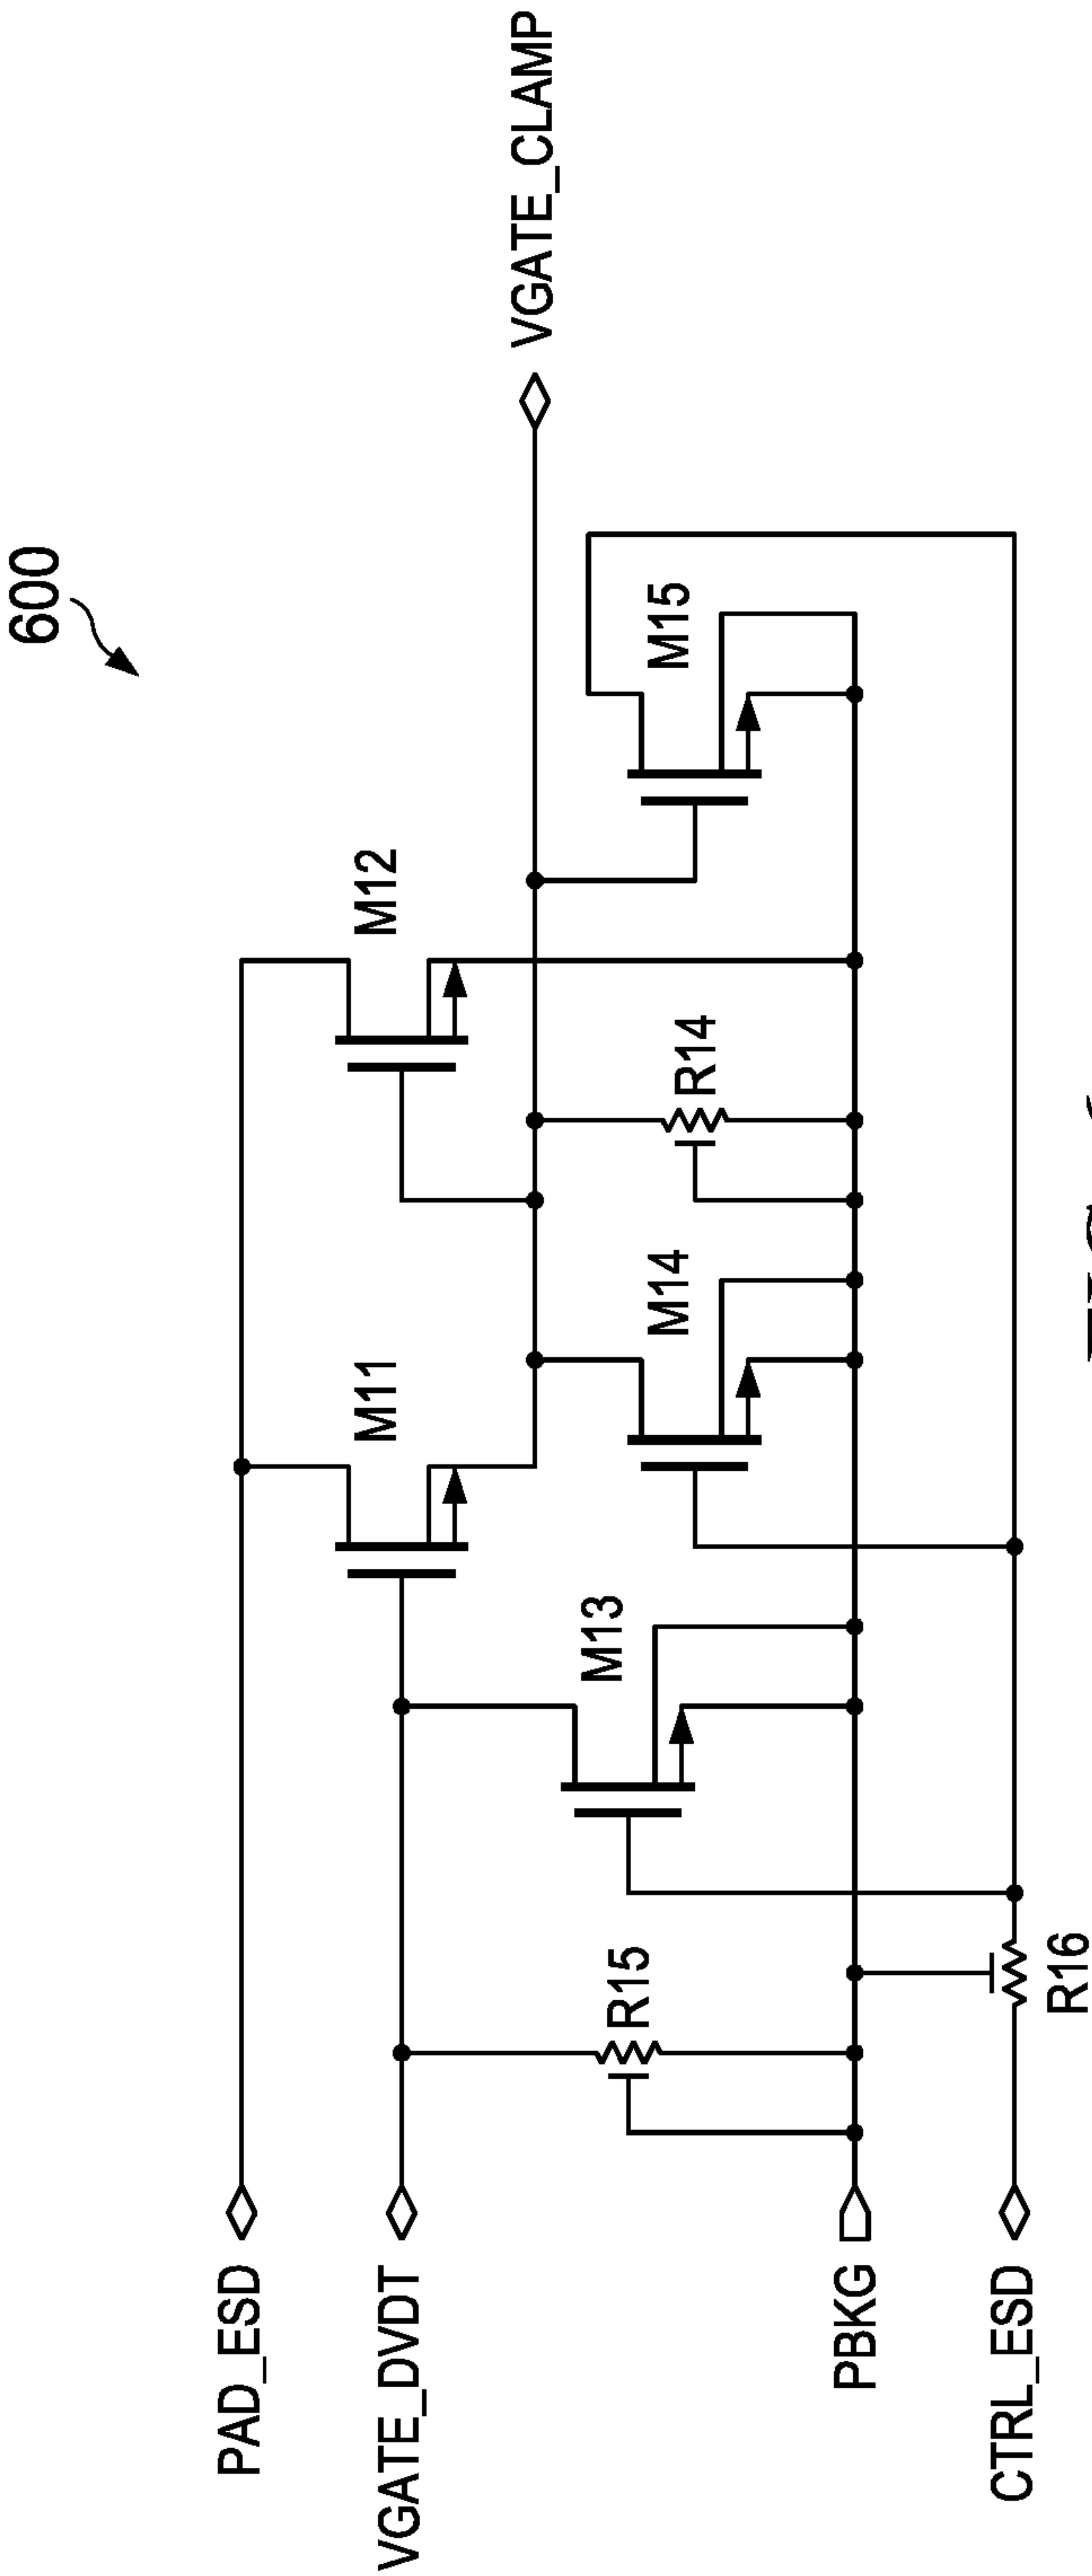 600
PAD_ESD
VGATE_DVDT
PBKG
CTRL_ESD
VGATE_CLAMP
M11
M12
M13
M14
M15
R14
R15
R16